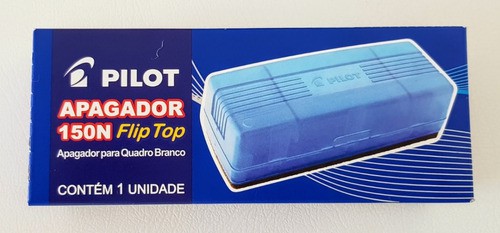 PILOT
APAGADOR
150N Flip Top
Apagador para Quadro Branco
CONTÉM 1 UNIDADE
PILOT